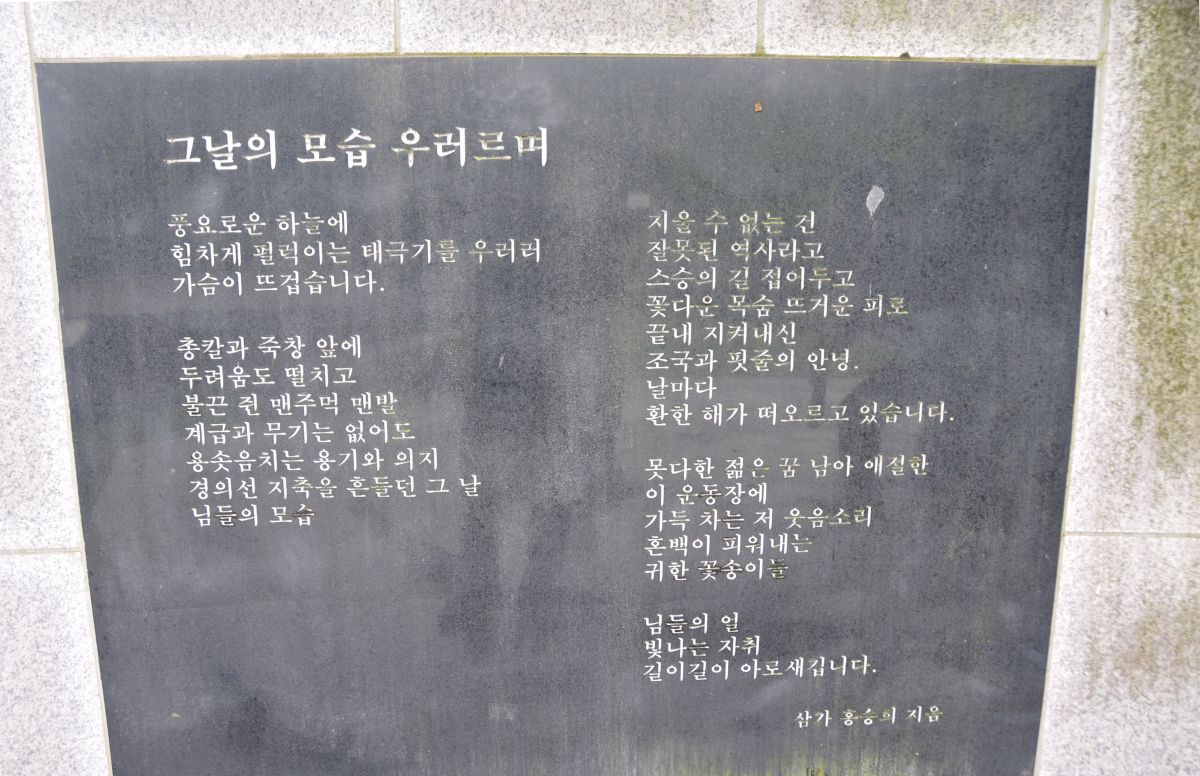 그날의 모습 우러르며
풍요로운 하늘에
힘차게 펄럭이는 태극기를 우러러
가슴이 뜨겁습니다.
총칼과 죽창 앞에
두려움도 떨치고
불끈 쥔 맨주먹 맨발
계급과 무기는 없어도
용솟음치는 용기와 의지
경의선 지축을 흔들던 그 날
님들의 모습
지울 수 없는 건
잘못된 역사라고
스승의 길 접어두고
꽃다운 목숨 뜨거운 피로
끝내 지켜내신
조국과 핏줄의 안녕.
날마다
환한 해가 떠오르고 있습니다.
못다한 젊은 꿈 남아 애절한
이 운동장에
가득 차는 저 웃음소리
혼백이 피워내는
귀한 꽃송이들
님들의 얼
빛나는 자취
길이길이 아로새깁니다.
삼가 홍승희 지음